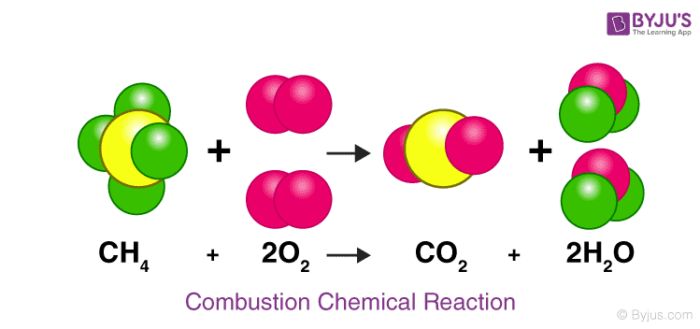 BYJU'S
The Learning App
+ → +
CH₄ + 2O₂ → CO₂ + 2H₂O
Combustion Chemical Reaction
© Byjus.com